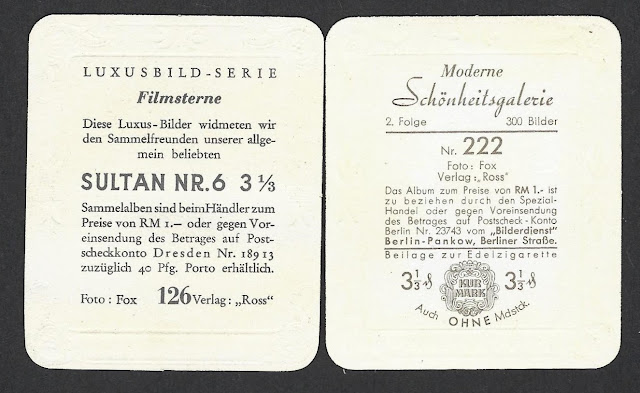 LUXUSBILD-SERIE
Filmsterne
Diese Luxus-Bilder widmeten wir
den Sammelfreunden unserer allge-
mein beliebten
SULTAN NR.6 3 ⅓
Sammelalben sind beim Händler zum
Preise von RM 1.— oder gegen Vor-
einsendung des Betrages auf Post-
scheckkonto Dresden Nr. 18913
zuzüglich 40 Pfg. Porto erhältlich.
Foto: Fox 126 Verlag: „Ross"
Moderne
Schönheitsgalerie
2. Folge 300 Bilder
Nr. 222
Foto: Fox
Verlag: „Ross"
Das Album zum Preise von RM 1.- ist
zu beziehen durch den Spezial-
Handel oder gegen Voreinsendung
des Betrages auf Postscheck-Konto
Berlin Nr. 23743 vom „Bilderdienst"
Berlin-Pankow, Berliner Straße.
Beilage zur Edelzigarette
3⅓ ₰ KUR MARK 3⅓ ₰
Auch OHNE Mdstck.